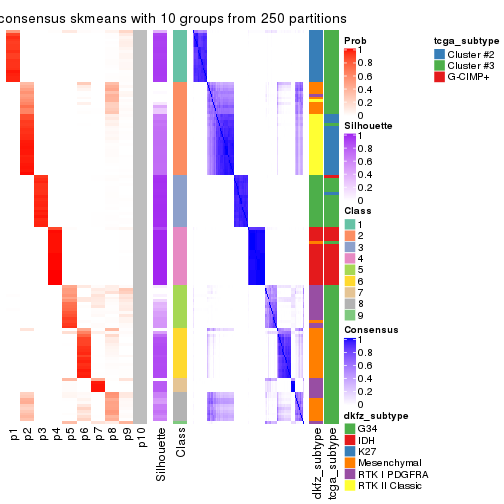 consensus skmeans with 10 groups from 250 partitions
Prob
1
0.8
0.6
0.4
0.2
0
Silhouette
1
0.8
0.6
0.4
0.2
0
Class
1
2
3
4
5
6
7
8
9
Consensus
1
0.8
0.6
0.4
0.2
0
dkfz_subtype
G34
IDH
K27
Mesenchymal
RTK I PDGFRA
RTK II Classic
tcga_subtype
Cluster #2
Cluster #3
G-CIMP+
p1
p2
p3
p4
p5
p6
p7
p8
p9
p10
Silhouette
Class
dkfz_subtype
tcga_subtype